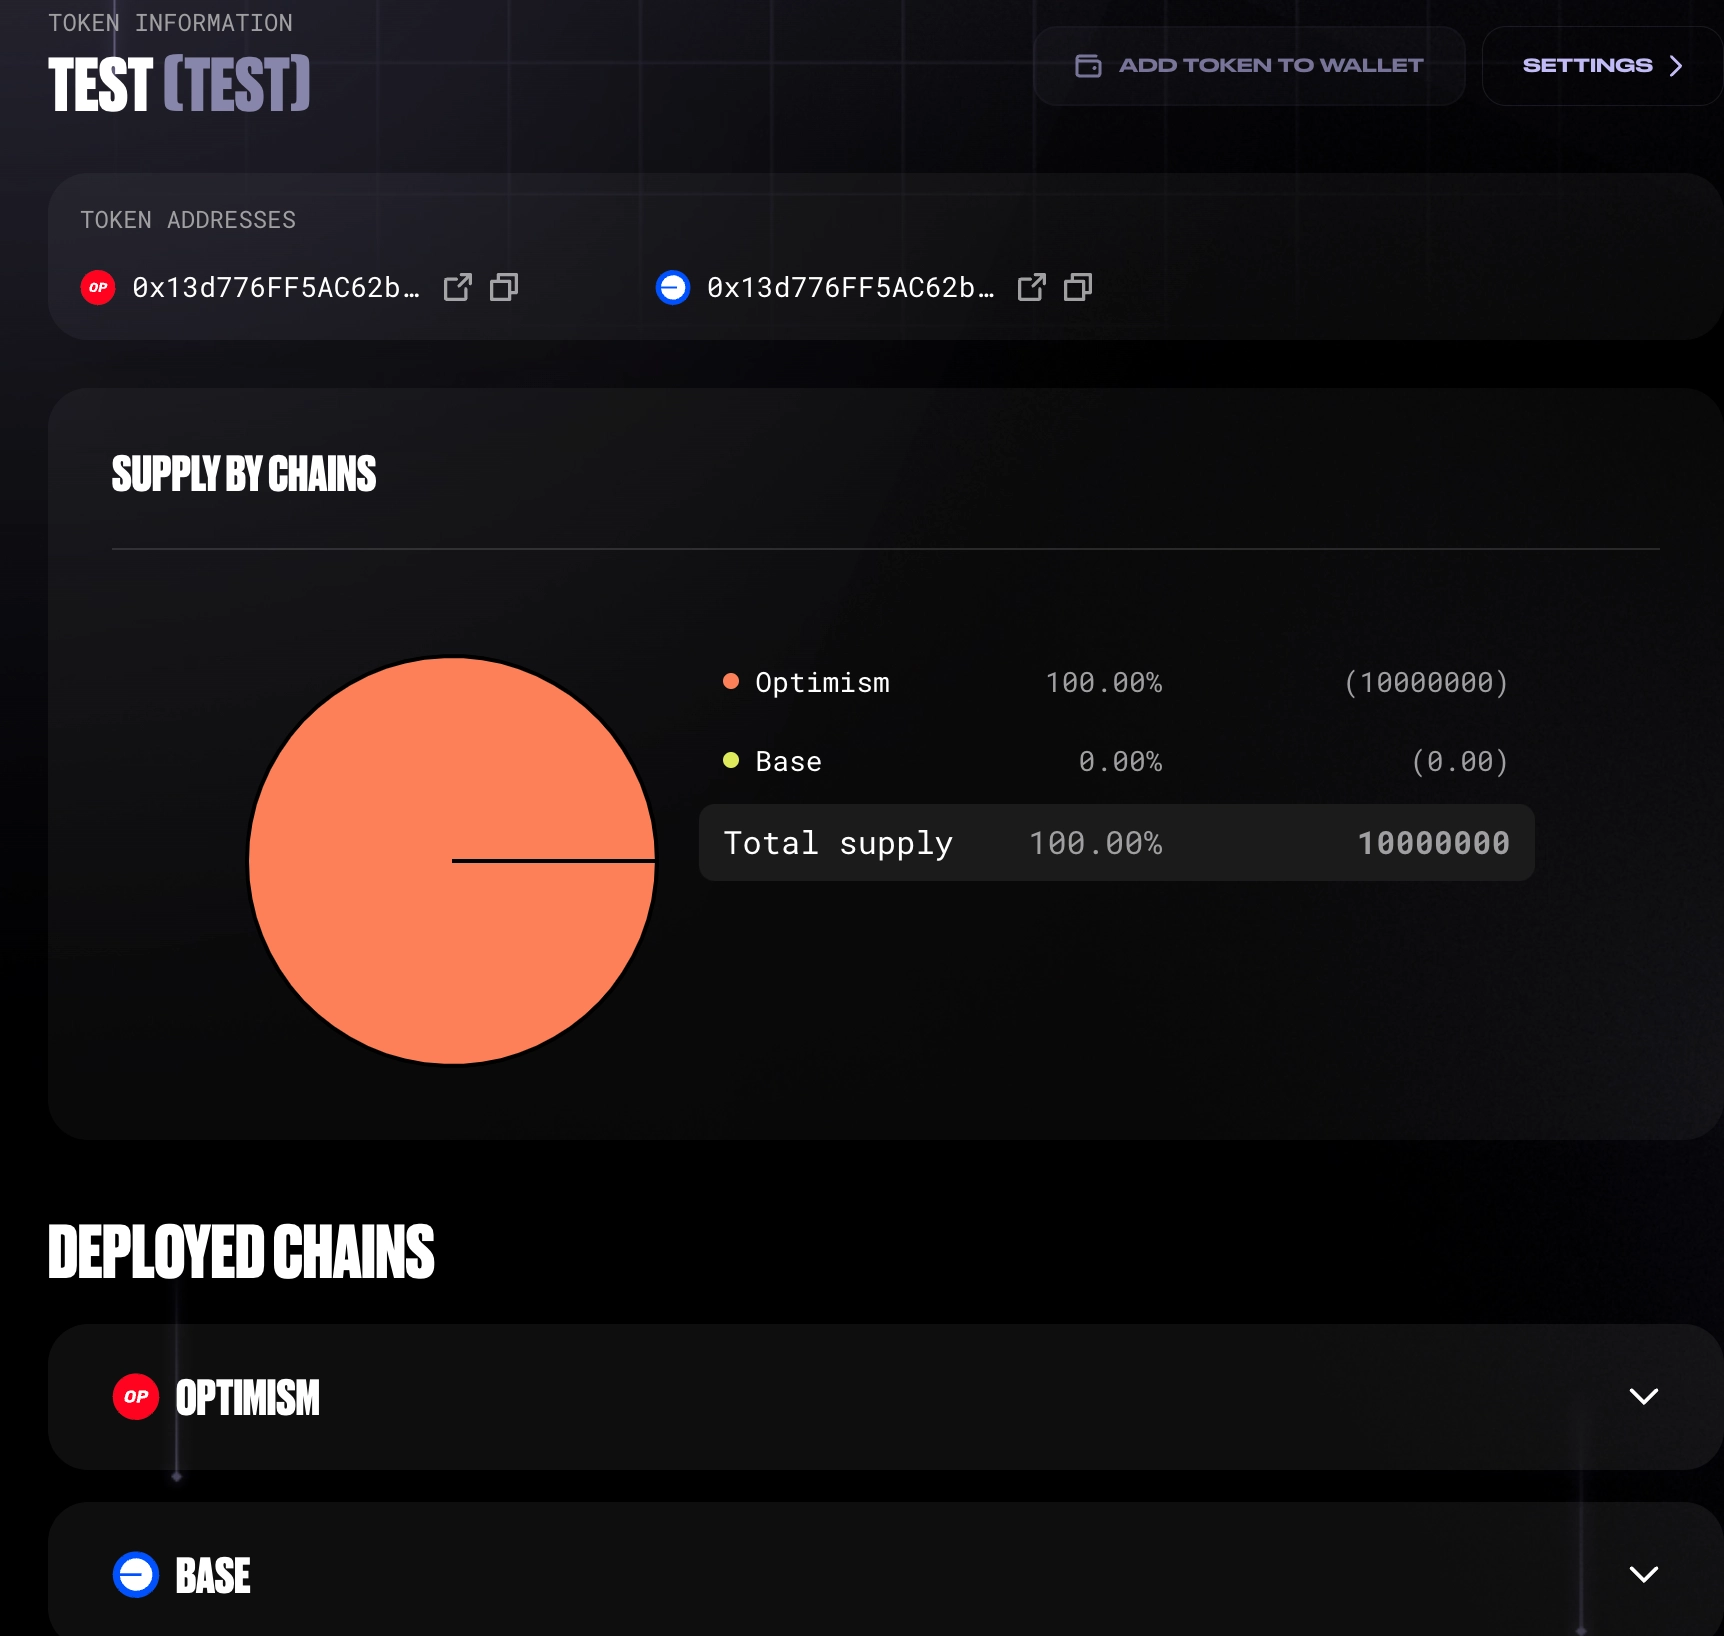 TOKEN INFORMATION
TEST (TEST)
ADD TOKEN TO WALLET
SETTINGS
TOKEN ADDRESSES
OP 0x13d776FF5AC62b…
0x13d776FF5AC62b…
SUPPLY BY CHAINS
Optimism 100.00% (10000000)
Base 0.00% (0.00)
Total supply 100.00% 10000000
DEPLOYED CHAINS
OP OPTIMISM
BASE